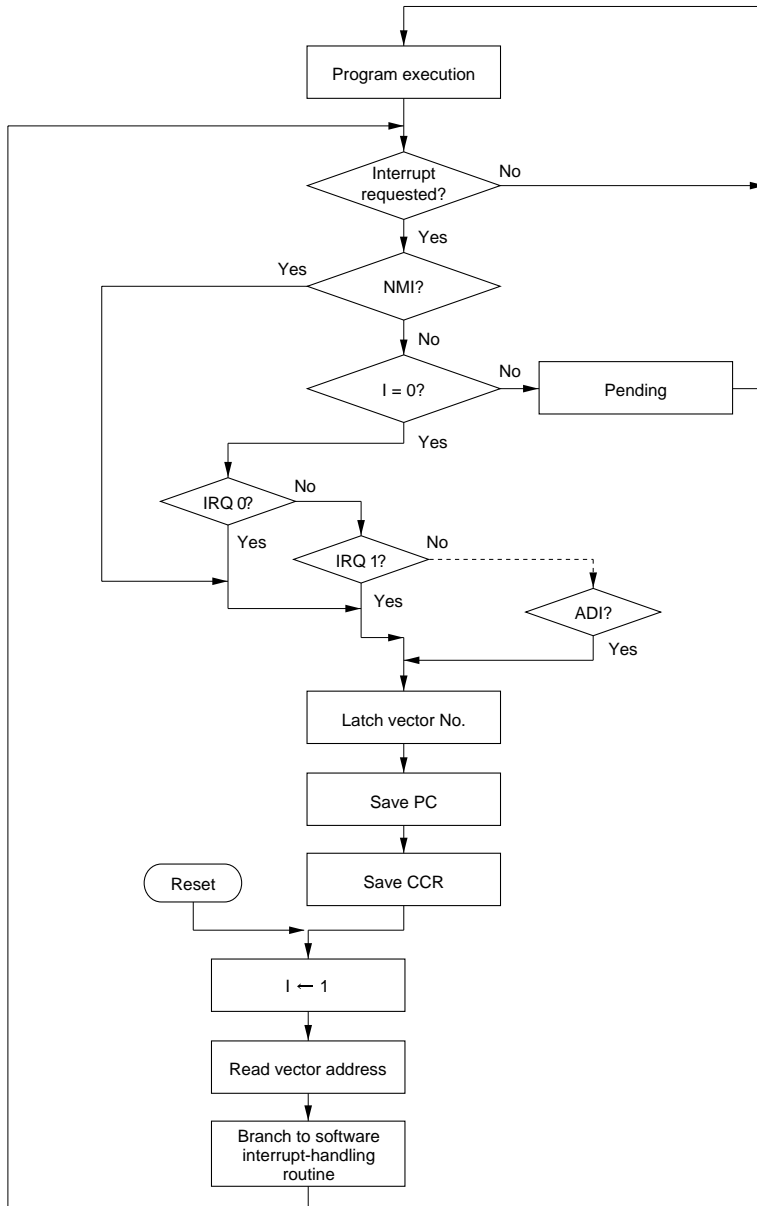 Program execution
Interrupt
requested?
No
Yes
Yes
NMI?
No
I = 0?
No
Pending
Yes
IRQ 0?
No
Yes
IRQ 1?
No
Yes
ADI?
Yes
Latch vector No.
Save PC
Save CCR
Reset
I ← 1
Read vector address
Branch to software
interrupt-handling
routine